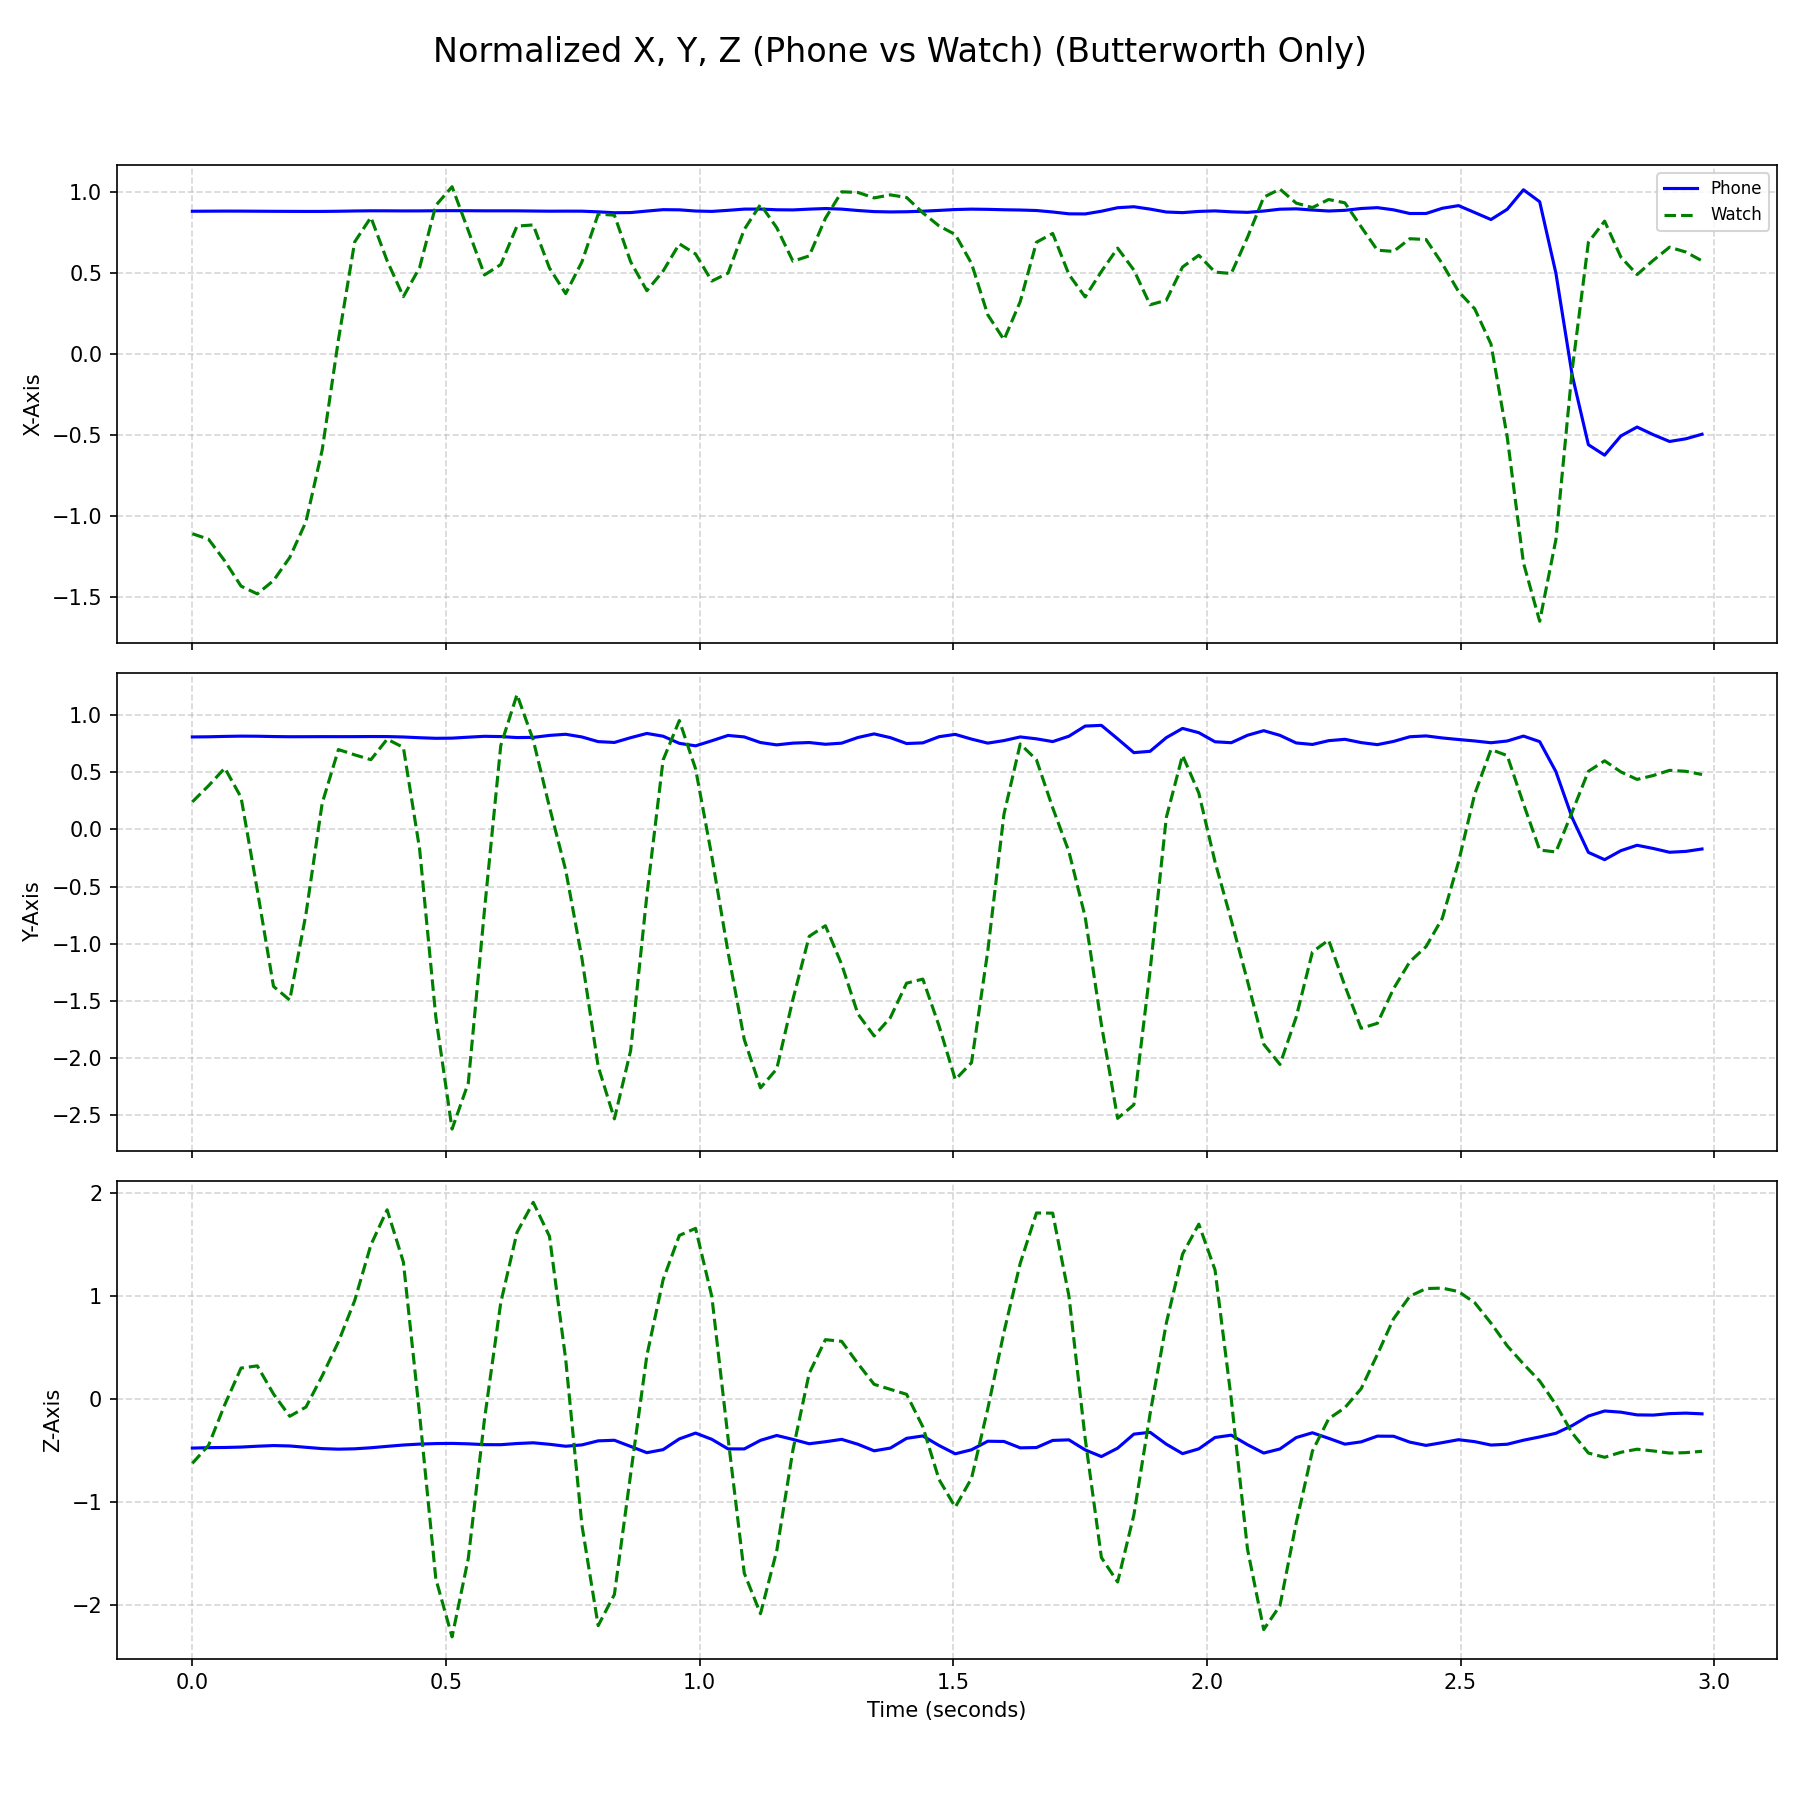 Normalized X, Y, Z (Phone vs Watch) (Butterworth Only)
Phone
Watch
1.0
0.5
0.0
−0.5
−1.0
−1.5
X-Axis
1.0
0.5
0.0
−0.5
−1.0
−1.5
−2.0
−2.5
Y-Axis
2
1
0
−1
−2
Z-Axis
0.0 0.5 1.0 1.5 2.0 2.5 3.0
Time (seconds)